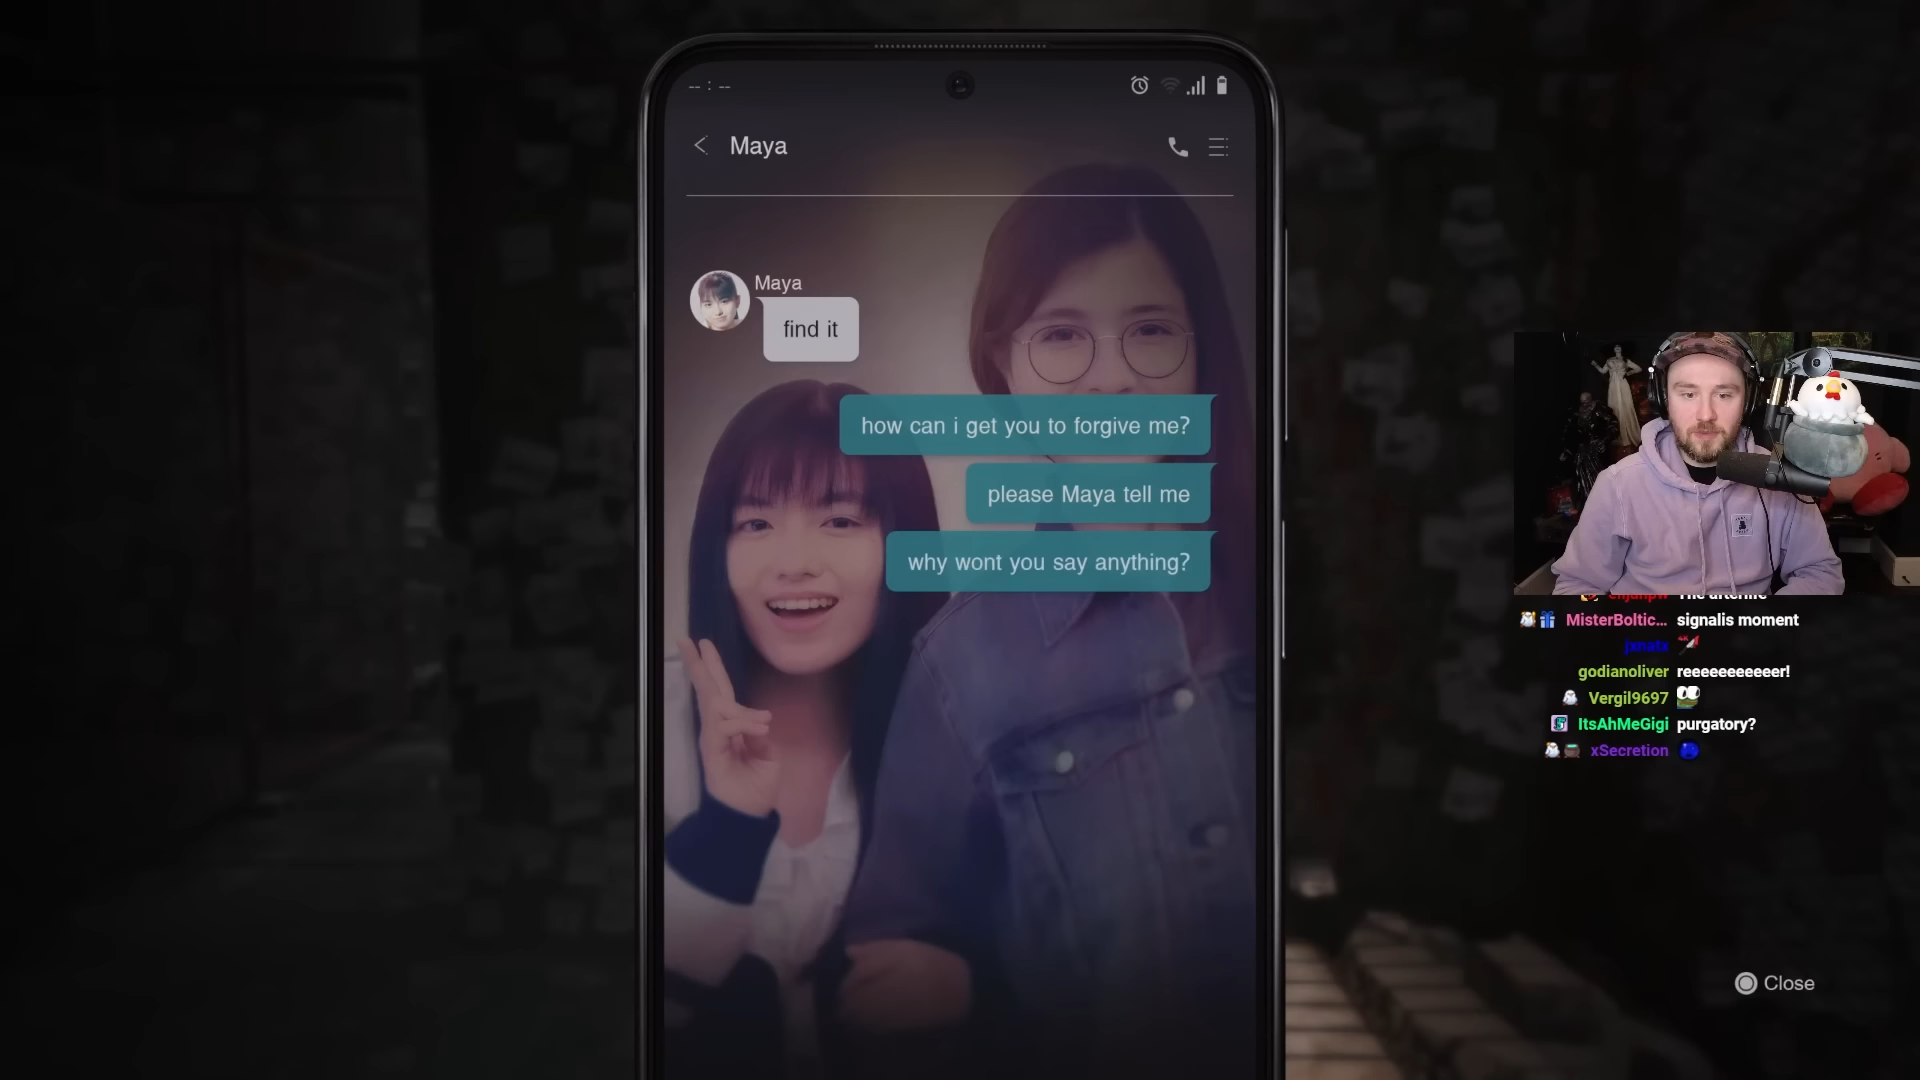 -- : --
Maya
Maya
find it
how can i get you to forgive me?
please Maya tell me
why wont you say anything?
MisterBoltic... signalis moment
jxnatx
godianoliver reeeeeeeeeeer!
Vergil9697
ItsAhMeGigi purgatory?
xSecretion
Close